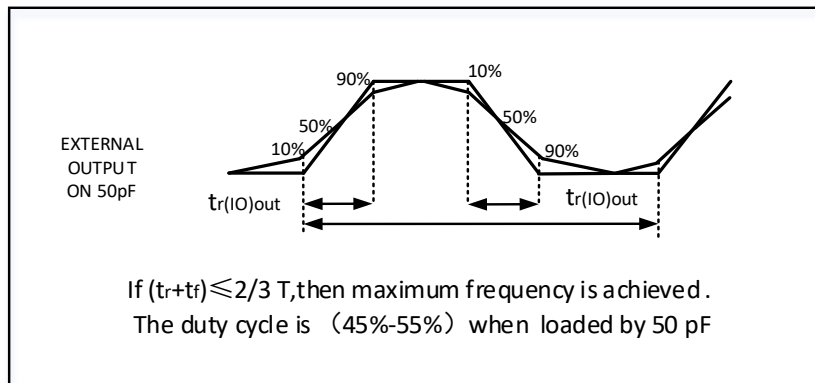 90%
10%
50%
50%
EXTERNAL
OUTPUT
ON 50pF
10%
90%
tr(IO)out
tr(IO)out
If (tr+tf)≤2/3 T,then maximum frequency is achieved .
The duty cycle is （45%-55%）when loaded by 50 pF